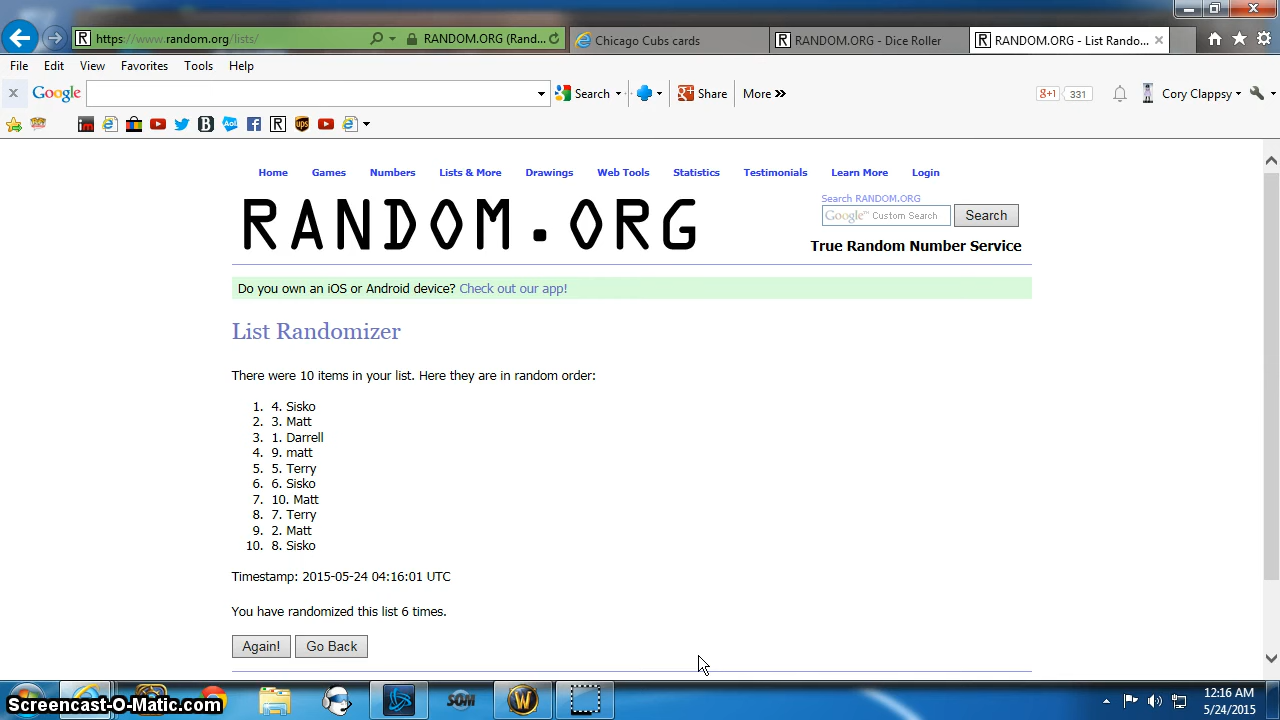 https://www.random.org/lists/
RANDOM.ORG (Rand...
Chicago Cubs cards
RANDOM.ORG - Dice Roller
RANDOM.ORG - List Rando...
File Edit View Favorites Tools Help
Google Search Share More »
g+1 331 Cory Clappsy
im B Aol f R ups
Home Games Numbers Lists & More Drawings Web Tools Statistics Testimonials Learn More Login
RANDOM.ORG
Search RANDOM.ORG
Google™ Custom Search Search
True Random Number Service
Do you own an iOS or Android device? Check out our app!
List Randomizer
There were 10 items in your list. Here they are in random order:
1. 4. Sisko
2. 3. Matt
3. 1. Darrell
4. 9. matt
5. 5. Terry
6. 6. Sisko
7. 10. Matt
8. 7. Terry
9. 2. Matt
10. 8. Sisko
Timestamp: 2015-05-24 04:16:01 UTC
You have randomized this list 6 times.
Again! Go Back
SOM W
12:16 AM
5/24/2015
Screencast-O-Matic.com